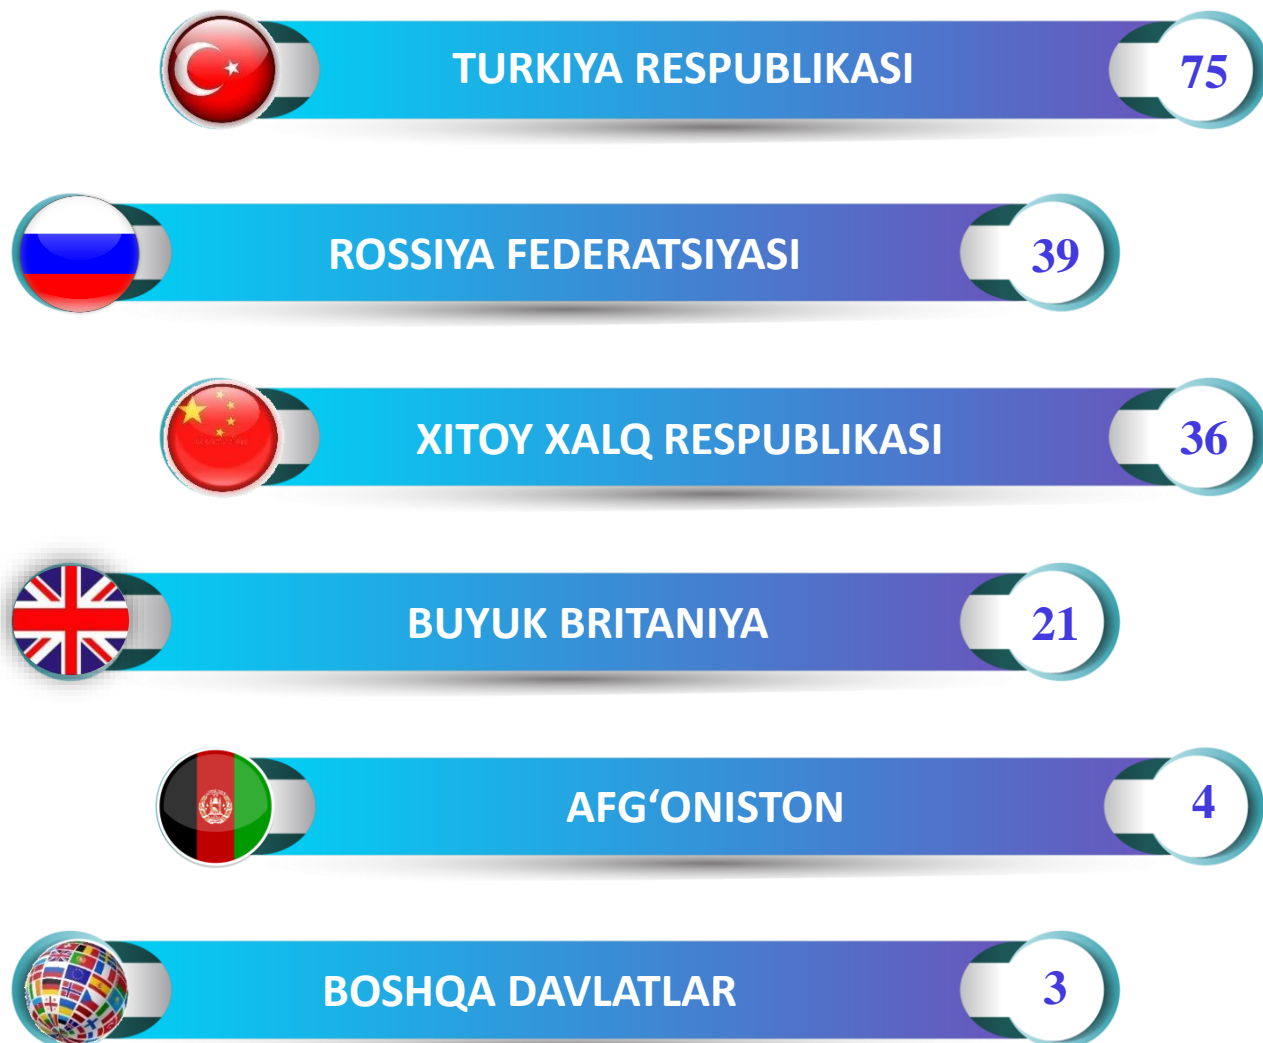 TURKIYA RESPUBLIKASI 75
ROSSIYA FEDERATSIYASI 39
XITOY XALQ RESPUBLIKASI 36
BUYUK BRITANIYA 21
AFG‘ONISTON 4
BOSHQA DAVLATLAR 3